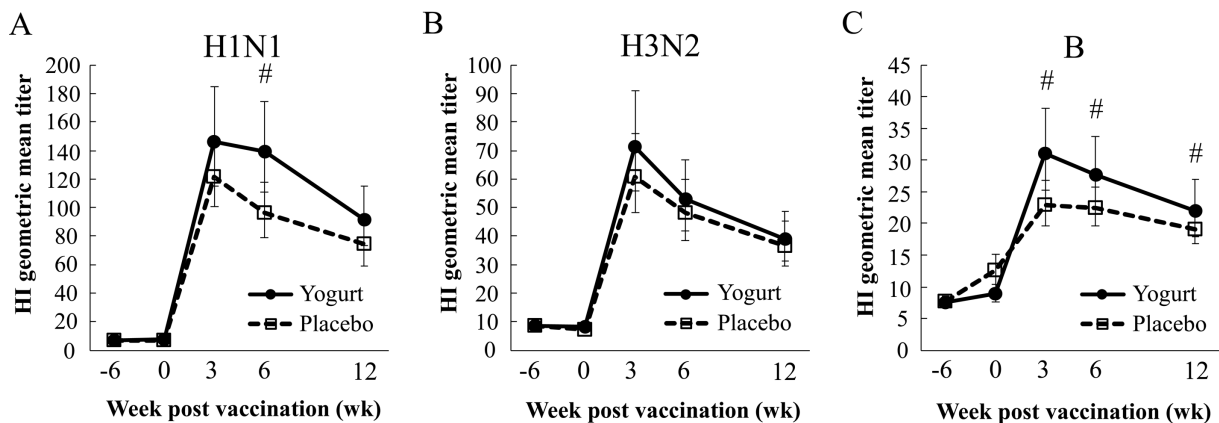 A
H1N1
HI geometric mean titer
200
180
160
140
120
100
80
60
40
20
0
#
Yogurt
Placebo
-6 0 3 6 12
Week post vaccination (wk)
B
H3N2
HI geometric mean titer
100
90
80
70
60
50
40
30
20
10
0
Yogurt
Placebo
-6 0 3 6 12
Week post vaccination (wk)
C
B
HI geometric mean titer
45
40
35
30
25
20
15
10
5
0
# # #
Yogurt
Placebo
-6 0 3 6 12
Week post vaccination (wk)